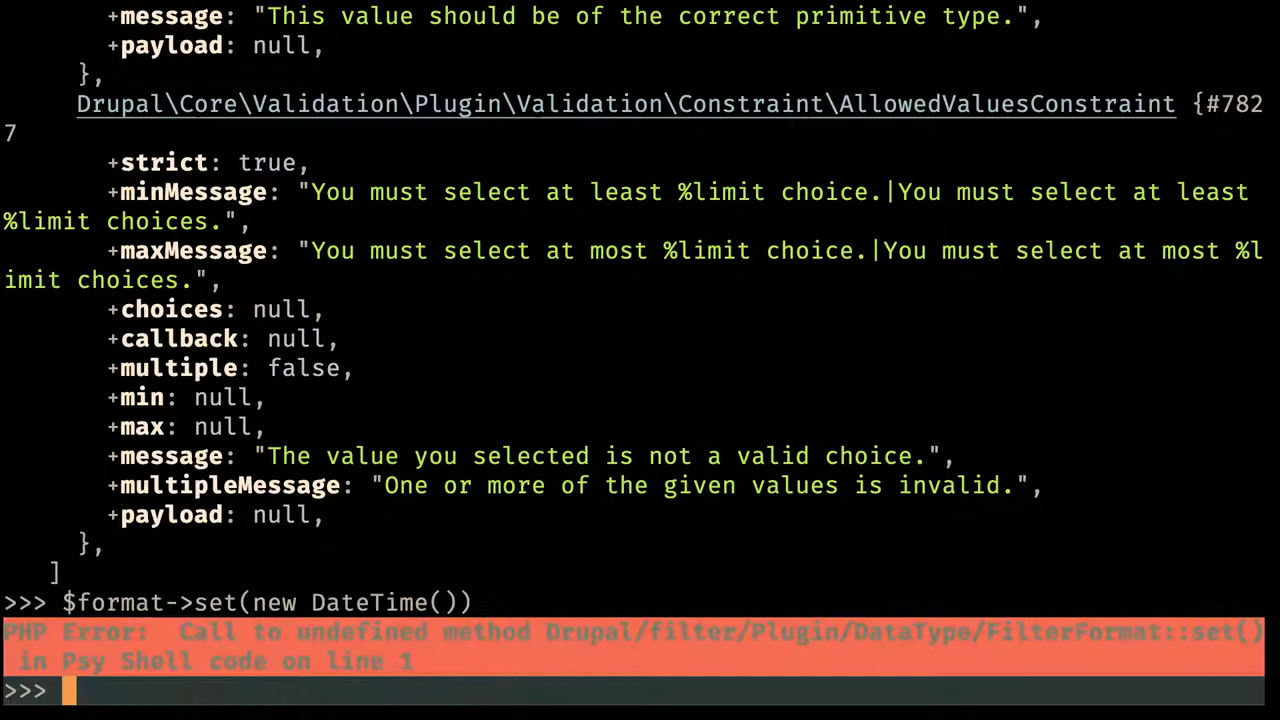 +message: "This value should be of the correct primitive type.",
+payload: null,
},
Drupal\Core\Validation\Plugin\Validation\Constraint\AllowedValuesConstraint {#782
7
+strict: true,
+minMessage: "You must select at least %limit choice.|You must select at least
%limit choices.",
+maxMessage: "You must select at most %limit choice.|You must select at most %l
imit choices.",
+choices: null,
+callback: null,
+multiple: false,
+min: null,
+max: null,
+message: "The value you selected is not a valid choice.",
+multipleMessage: "One or more of the given values is invalid.",
+payload: null,
},
]
>>> $format->set(new DateTime())
PHP Error:  Call to undefined method Drupal/filter/Plugin/DataType/FilterFormat::set()
in Psy Shell code on line 1
>>>